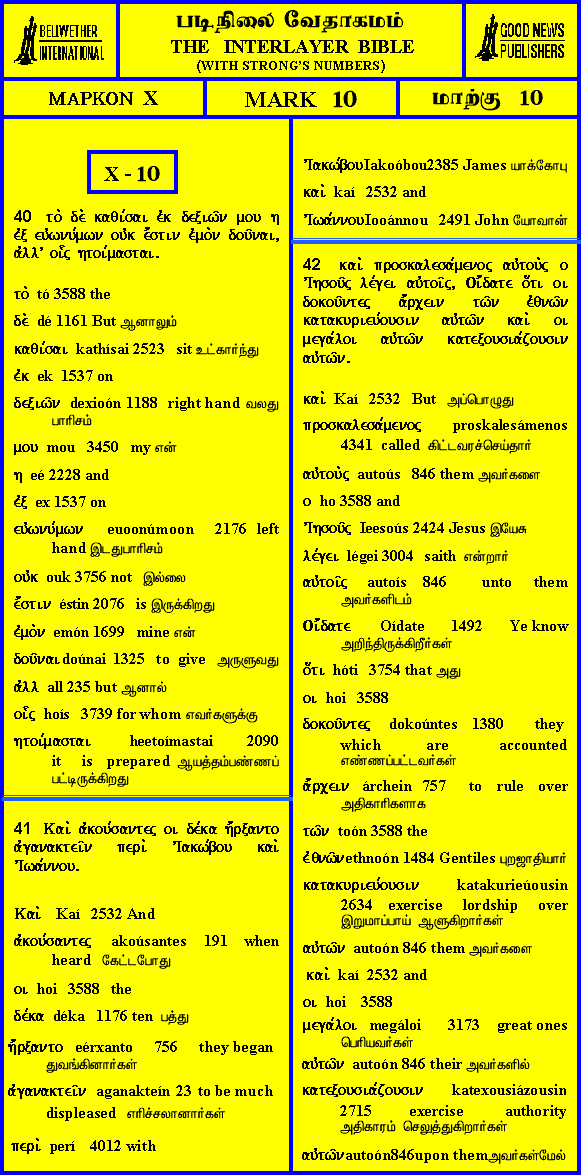 BELLWETHER
INTERNATIONAL
படிநிலை வேதாகமம்
THE INTERLAYER BIBLE
(WITH STRONG'S NUMBERS)
GOOD NEWS
PUBLISHERS
ΜΑΡΚΟΝ X
MARK 10
மாற்கு 10
X - 10
40 τὸ δὲ καθίσαι ἐκ δεξιῶν μου η
ἐξ εὐωνύμων οὐκ ἔστιν ἐμὸν δοῦναι,
ἀλλ’ οἷς ητοίμασται.
τὸ tó 3588 the
δὲ dé 1161 But ஆனாலும்
καθίσαι kathísai 2523 sit உட்கார்ந்து
ἐκ ek 1537 on
δεξιῶν dexioón 1188 right hand வலது
பாரிசம்
μου mou 3450 my என்
η eé 2228 and
ἐξ ex 1537 on
εὐωνύμων euoonúmoon 2176 left
hand இடதுபாரிசம்
οὐκ ouk 3756 not இல்லை
ἔστιν éstin 2076 is இருக்கிறது
ἐμὸν emón 1699 mine என்
δοῦναι doúnai 1325 to give அருளுவது
ἀλλ all 235 but ஆனால்
οἷς hoís 3739 for whom எவர்களுக்கு
ητοίμασται heetoímastai 2090
it is prepared ஆயத்தம்பண்ணப்
பட்டிருக்கிறது
41 Καὶ ἀκούσαντες οι δέκα ἤρξαντο
ἀγανακτεῖν περὶ Ἰακώβου καὶ
Ἰωάννου.
Καὶ Kaí 2532 And
ἀκούσαντες akoúsantes 191 when
heard கேட்டபோது
οι hoi 3588 the
δέκα déka 1176 ten பத்து
ἤρξαντο eérxanto 756 they began
துவங்கினார்கள்
ἀγανακτεῖν aganakteín 23 to be much
displeased எரிச்சலானார்கள்
περὶ perí 4012 with
Ἰακώβου Iakoóbou2385 James யாக்கோபு
καὶ kaí 2532 and
Ἰωάννου Iooánnou 2491 John யோவான்
42 καὶ προσκαλεσάμενος αὐτοὺς ο
Ἰησοῦς λέγει αὐτοῖς, Οἴδατε ὅτι οι
δοκοῦντες ἄρχειν τῶν ἐθνῶν
κατακυριεύουσιν αὐτῶν καὶ οι
μεγάλοι αὐτῶν κατεξουσιάζουσιν
αὐτῶν.
καὶ Kaí 2532 But அப்பொழுது
προσκαλεσάμενος proskalesámenos
4341 called கிட்டவரச்செய்தார்
αὐτοὺς autoús 846 them அவர்களை
ο ho 3588 and
Ἰησοῦς Ieesoús 2424 Jesus இயேசு
λέγει légei 3004 saith என்றார்
αὐτοῖς autoís 846 unto them
அவர்களிடம்
Οἴδατε Oídate 1492 Ye know
அறிந்திருக்கிறீர்கள்
ὅτι hóti 3754 that அது
οι hoi 3588
δοκοῦντες dokoúntes 1380 they
which are accounted
எண்ணப்பட்டவர்கள்
ἄρχειν árchein 757 to rule over
அதிகாரிகளாக
τῶν toón 3588 the
ἐθνῶν ethnoón 1484 Gentiles புறஜாதியார்
κατακυριεύουσιν katakurieúousin
2634 exercise lordship over
இறுமாப்பாய் ஆளுகிறார்கள்
αὐτῶν autoón 846 them அவர்களை
καὶ kaí 2532 and
οι hoi 3588
μεγάλοι megáloi 3173 great ones
பெரியவர்கள்
αὐτῶν autoón 846 their அவர்களில்
κατεξουσιάζουσιν katexousiázousin
2715 exercise authority
அதிகாரம் செலுத்துகிறார்கள்
αὐτῶν autoón846upon themஅவர்கள்மேல்